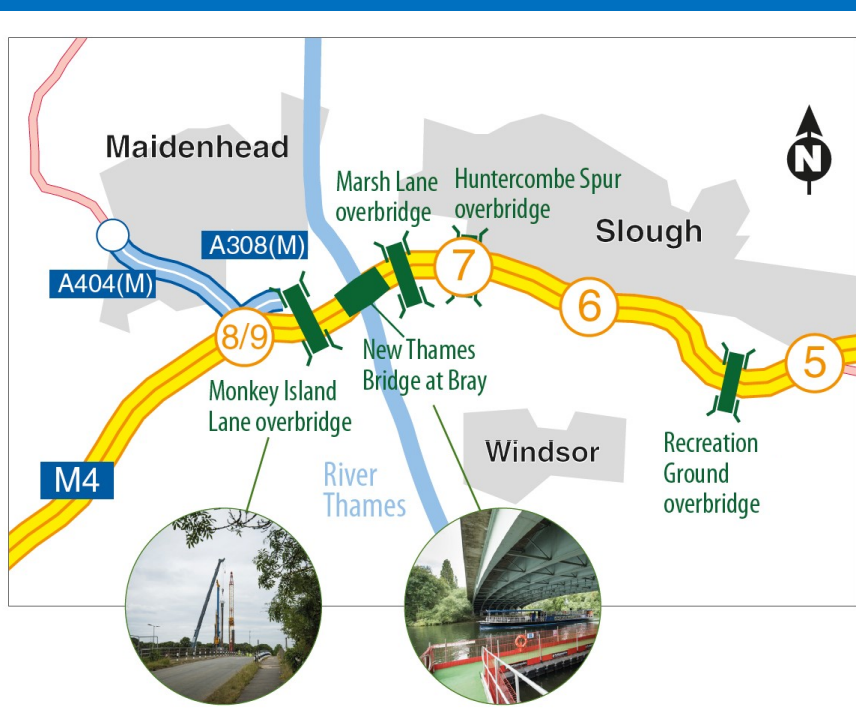 Maidenhead
Marsh Lane
overbridge
Huntercombe Spur
overbridge
N
Slough
A308(M)
A404(M)
7
6
8/9
5
New Thames
Bridge at Bray
Monkey Island
Lane overbridge
Windsor
Recreation
Ground
overbridge
M4
River
Thames